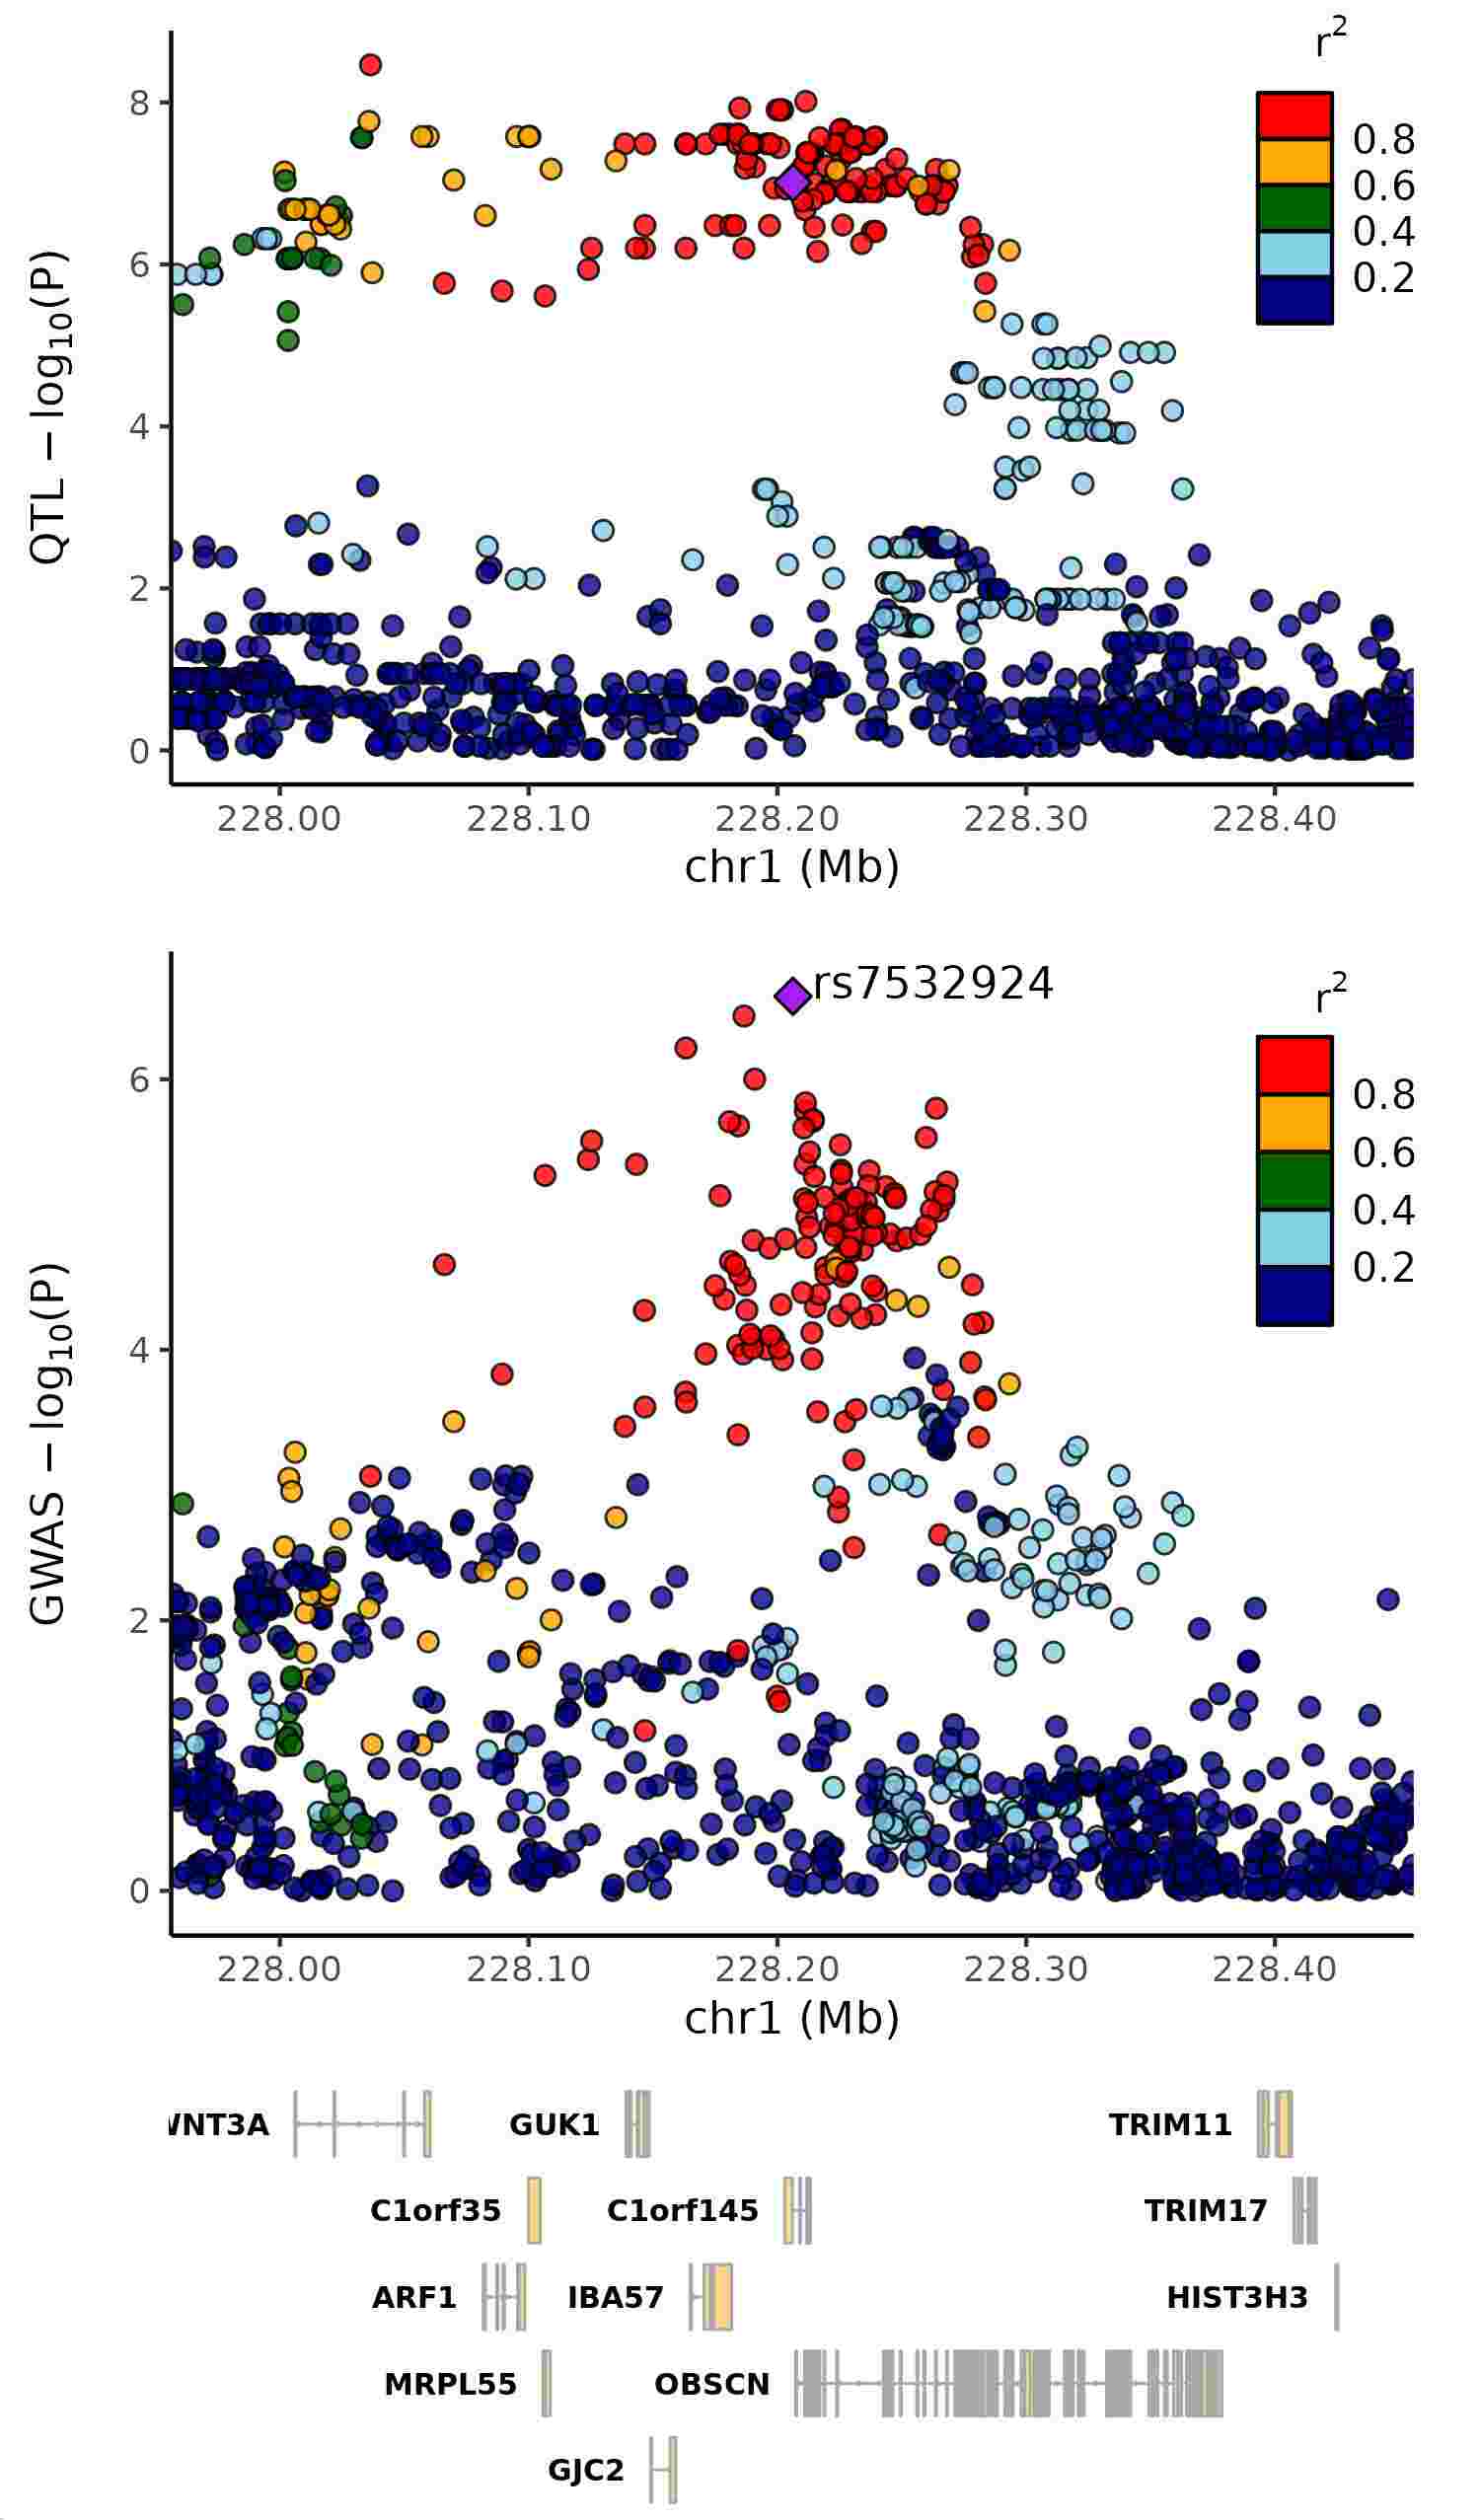 r2
8
6
4
2
0
QTL – log10(P)
0.8
0.6
0.4
0.2
228.00 228.10 228.20 228.30 228.40
chr1 (Mb)
rs7532924
r2
6
4
2
0
GWAS – log10(P)
0.8
0.6
0.4
0.2
228.00 228.10 228.20 228.30 228.40
chr1 (Mb)
WNT3A GUK1 TRIM11
C1orf35 C1orf145 TRIM17
ARF1 IBA57 HIST3H3
MRPL55 OBSCN
GJC2